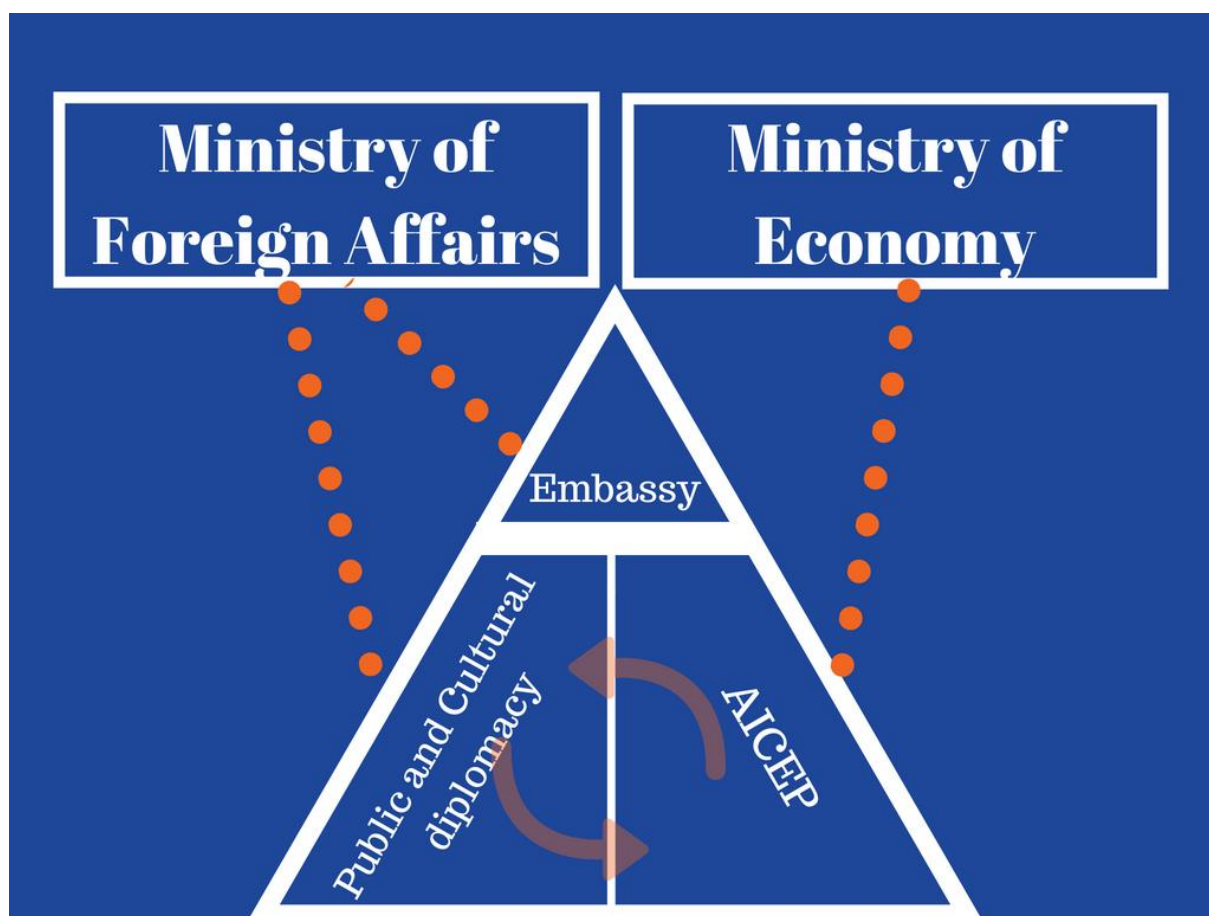 Ministry of
Foreign Affairs
Ministry of
Economy
Embassy
Public and Cultural
diplomacy
AICEP